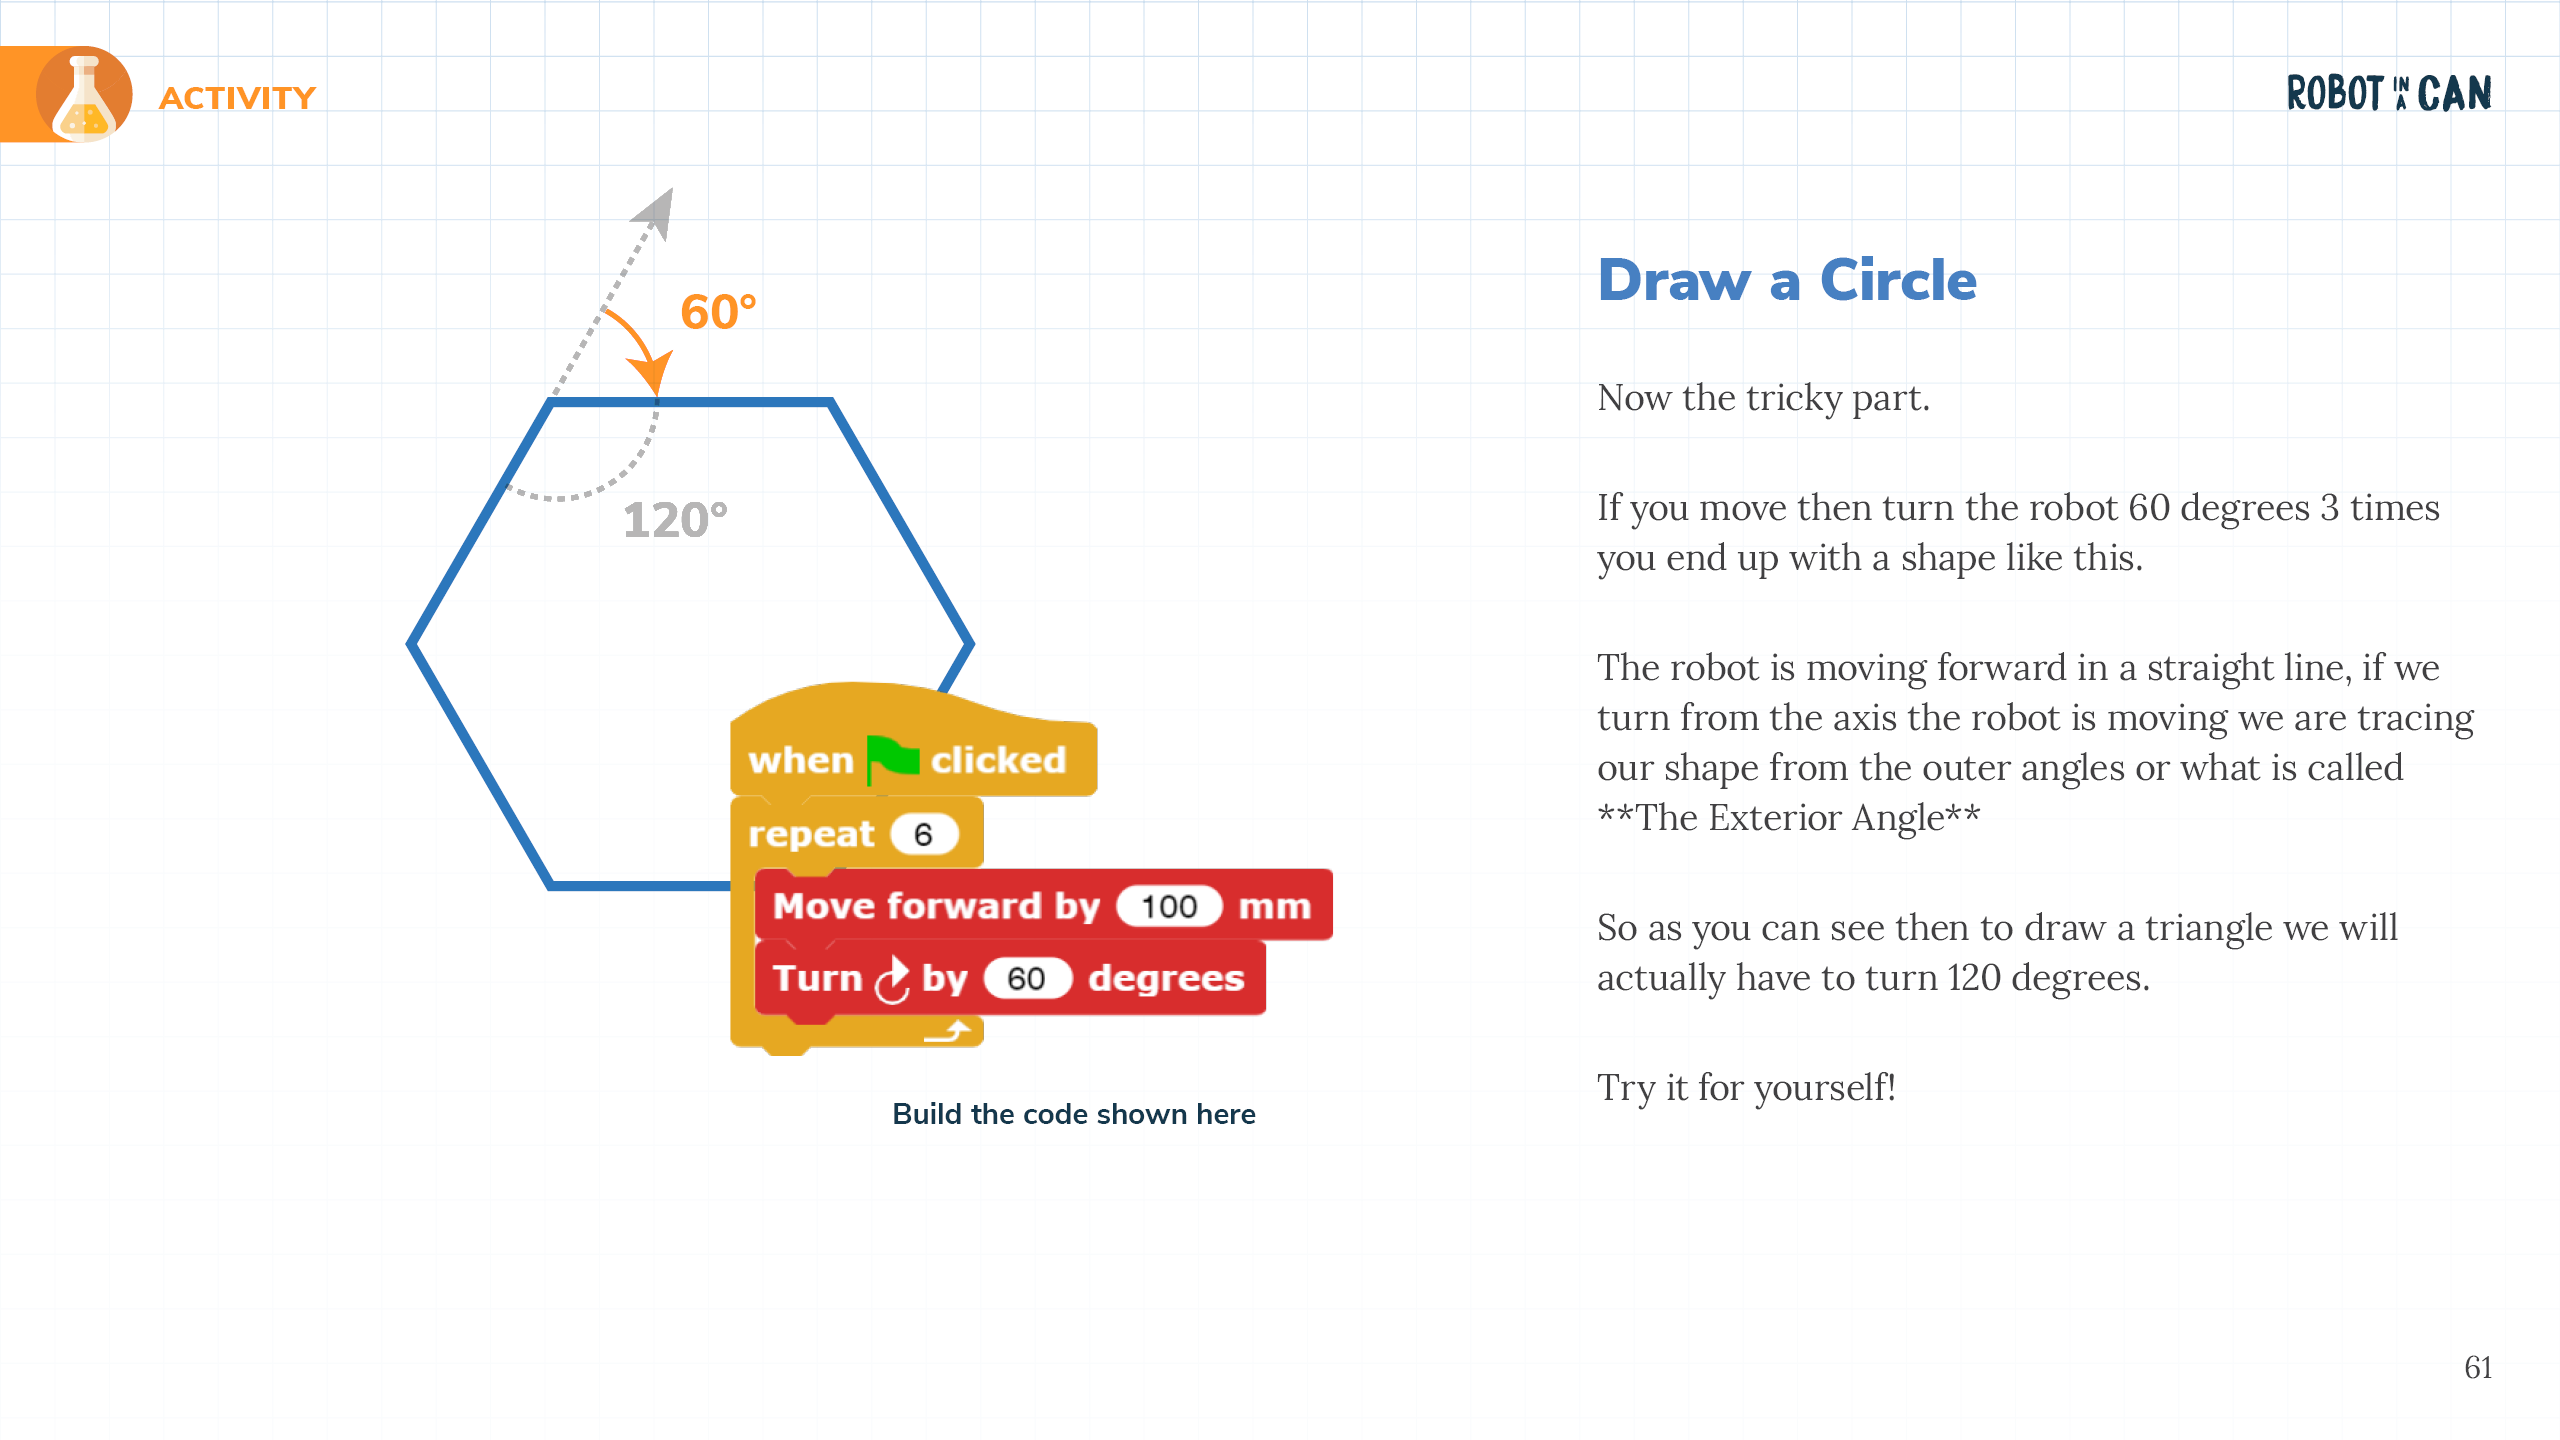 ACTIVITY
ROBOT IN A CAN
60°
120°
when clicked
repeat 6
Move forward by 100 mm
Turn by 60 degrees
Build the code shown here
Draw a Circle
Now the tricky part.
If you move then turn the robot 60 degrees 3 times
you end up with a shape like this.
The robot is moving forward in a straight line, if we
turn from the axis the robot is moving we are tracing
our shape from the outer angles or what is called
**The Exterior Angle**
So as you can see then to draw a triangle we will
actually have to turn 120 degrees.
Try it for yourself!
61